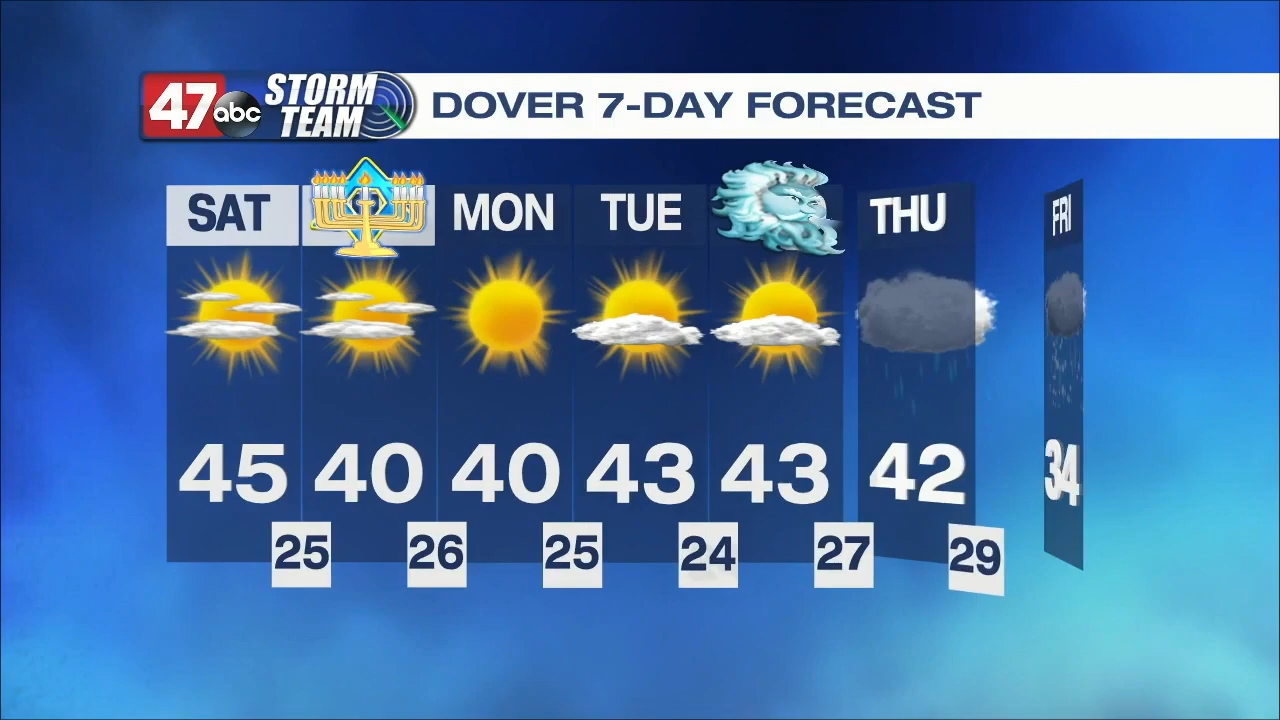 47 abc STORM TEAM
DOVER 7-DAY FORECAST
SAT MON TUE THU FRI
45 40 40 43 43 42 34
25 26 25 24 27 29